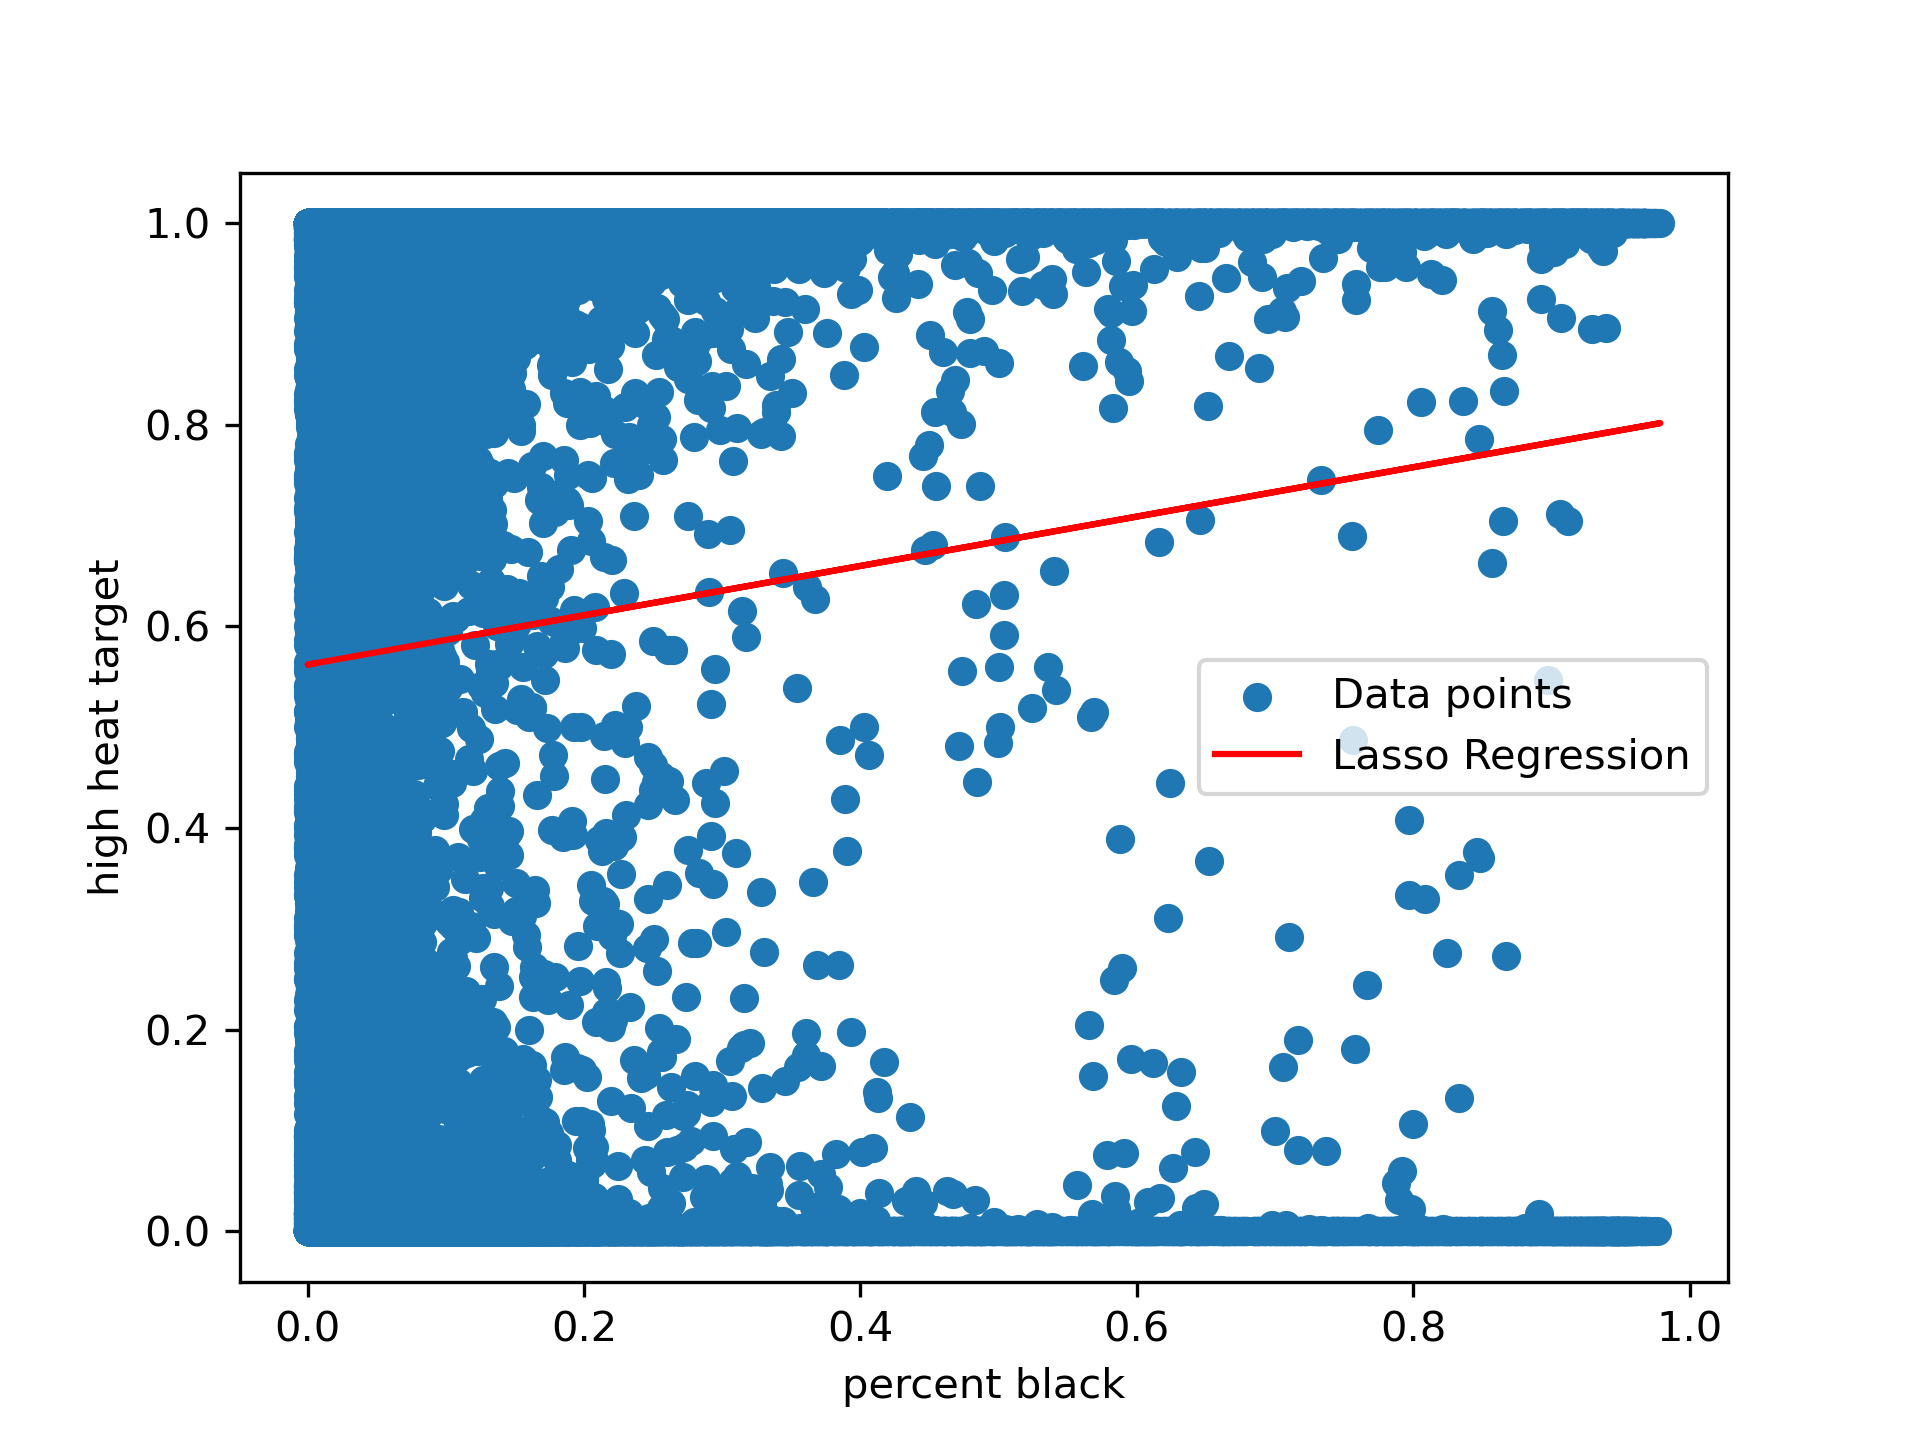 1.0
0.8
0.6
0.4
0.2
0.0
high heat target
Data points
Lasso Regression
0.0 0.2 0.4 0.6 0.8 1.0
percent black